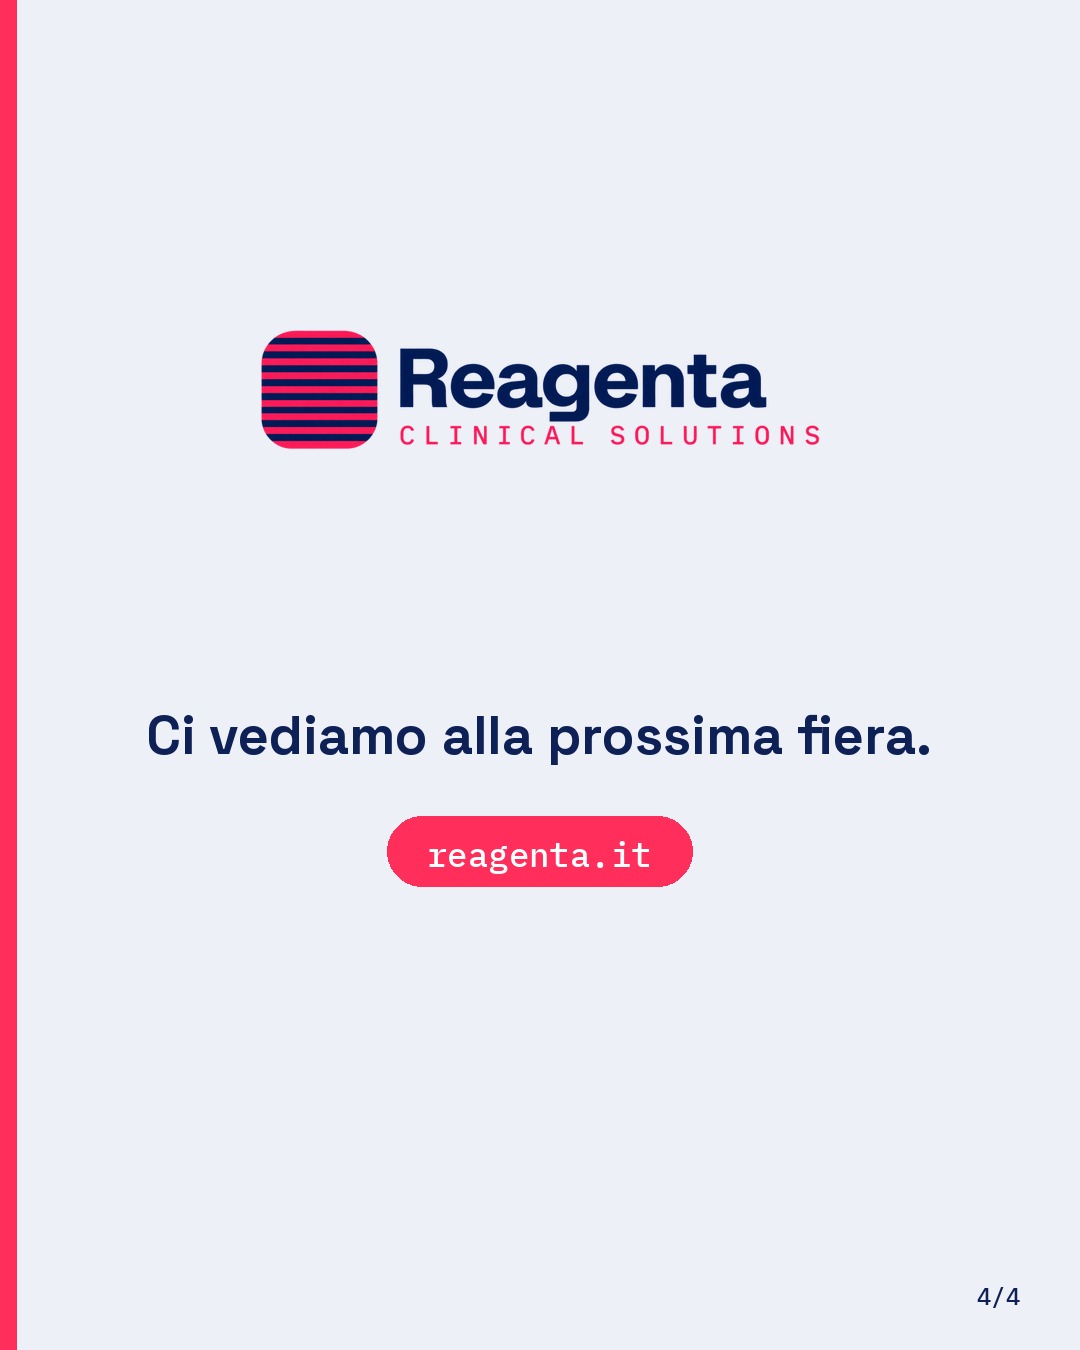 Reagenta
CLINICAL SOLUTIONS
Ci vediamo alla prossima fiera.
reagenta.it
4/4